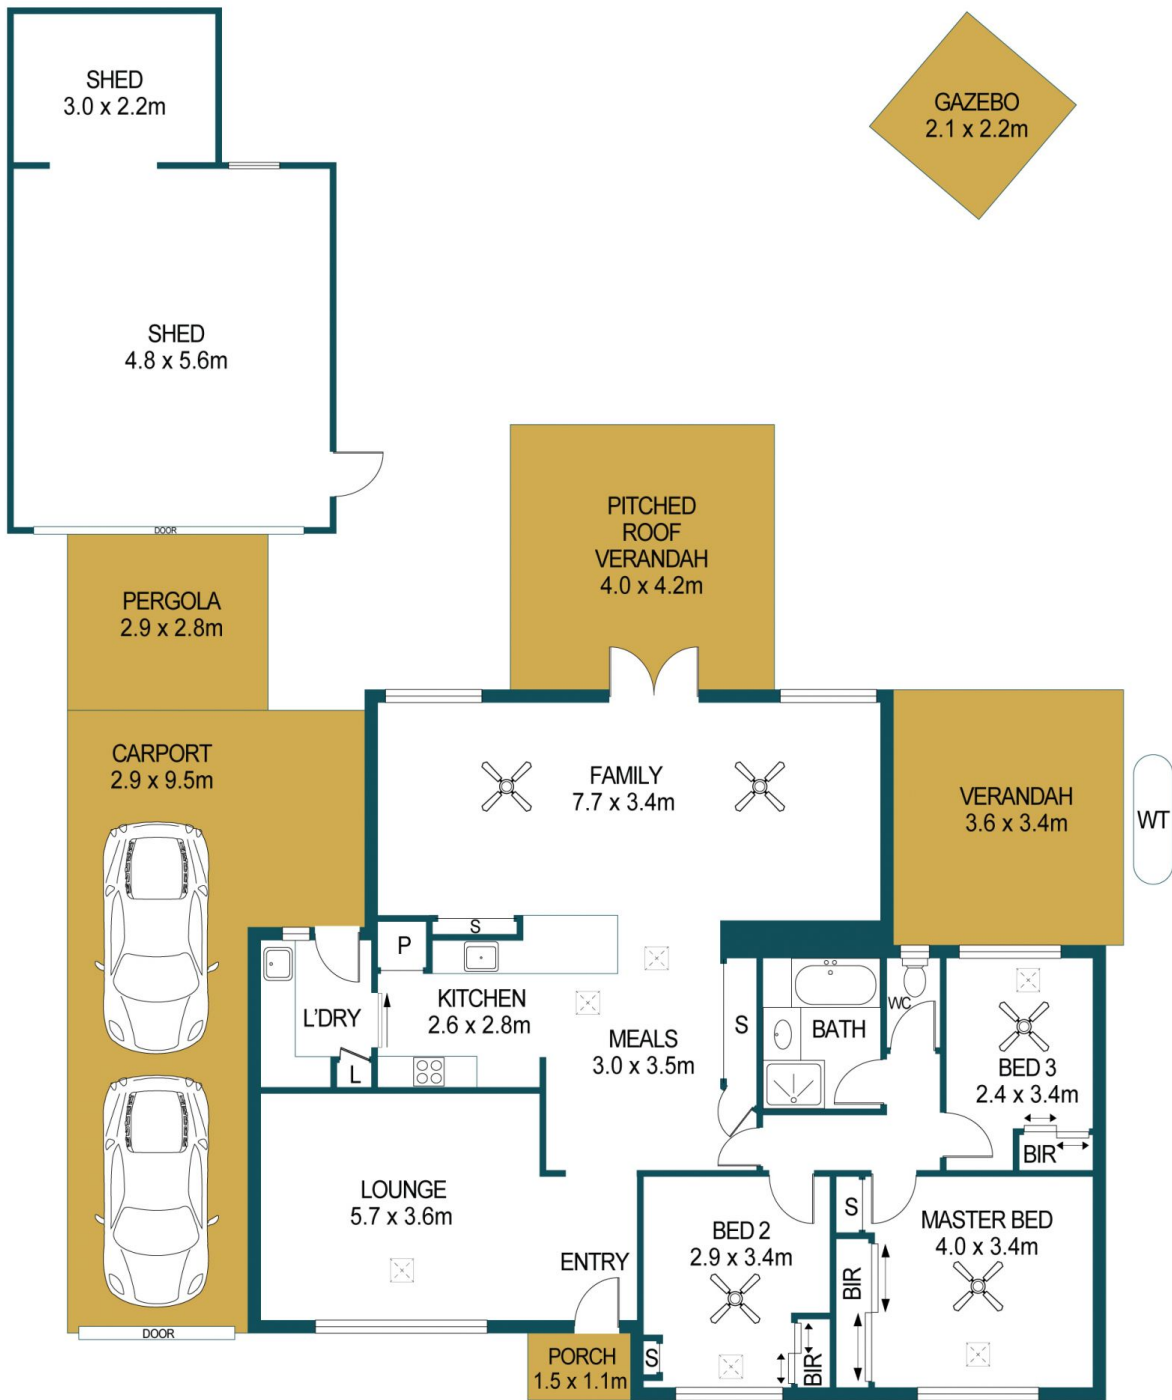 SHED
3.0 x 2.2m
GAZEBO
2.1 x 2.2m
SHED
4.8 x 5.6m
DOOR
PITCHED
ROOF
VERANDAH
4.0 x 4.2m
PERGOLA
2.9 x 2.8m
CARPORT
2.9 x 9.5m
FAMILY
7.7 x 3.4m
VERANDAH
3.6 x 3.4m
WT
S
P
KITCHEN
2.6 x 2.8m
L'DRY
L
MEALS
3.0 x 3.5m
S
BATH
WC
BED 3
2.4 x 3.4m
BIR
LOUNGE
5.7 x 3.6m
ENTRY
BED 2
2.9 x 3.4m
S
MASTER BED
4.0 x 3.4m
BIR
S
BIR
DOOR
PORCH
1.5 x 1.1m